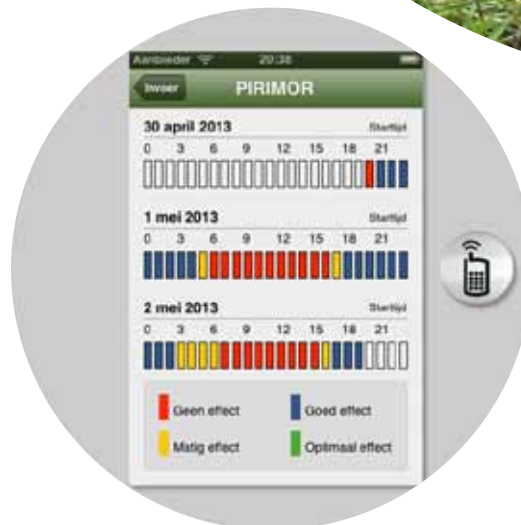 Aanbieder 20:38
Invoer PIRIMOR
30 april 2013 Starttijd
0 3 6 9 12 15 18 21
1 mei 2013 Starttijd
0 3 6 9 12 15 18 21
2 mei 2013 Starttijd
0 3 6 9 12 15 18 21
Geen effect Goed effect
Matig effect Optimaal effect